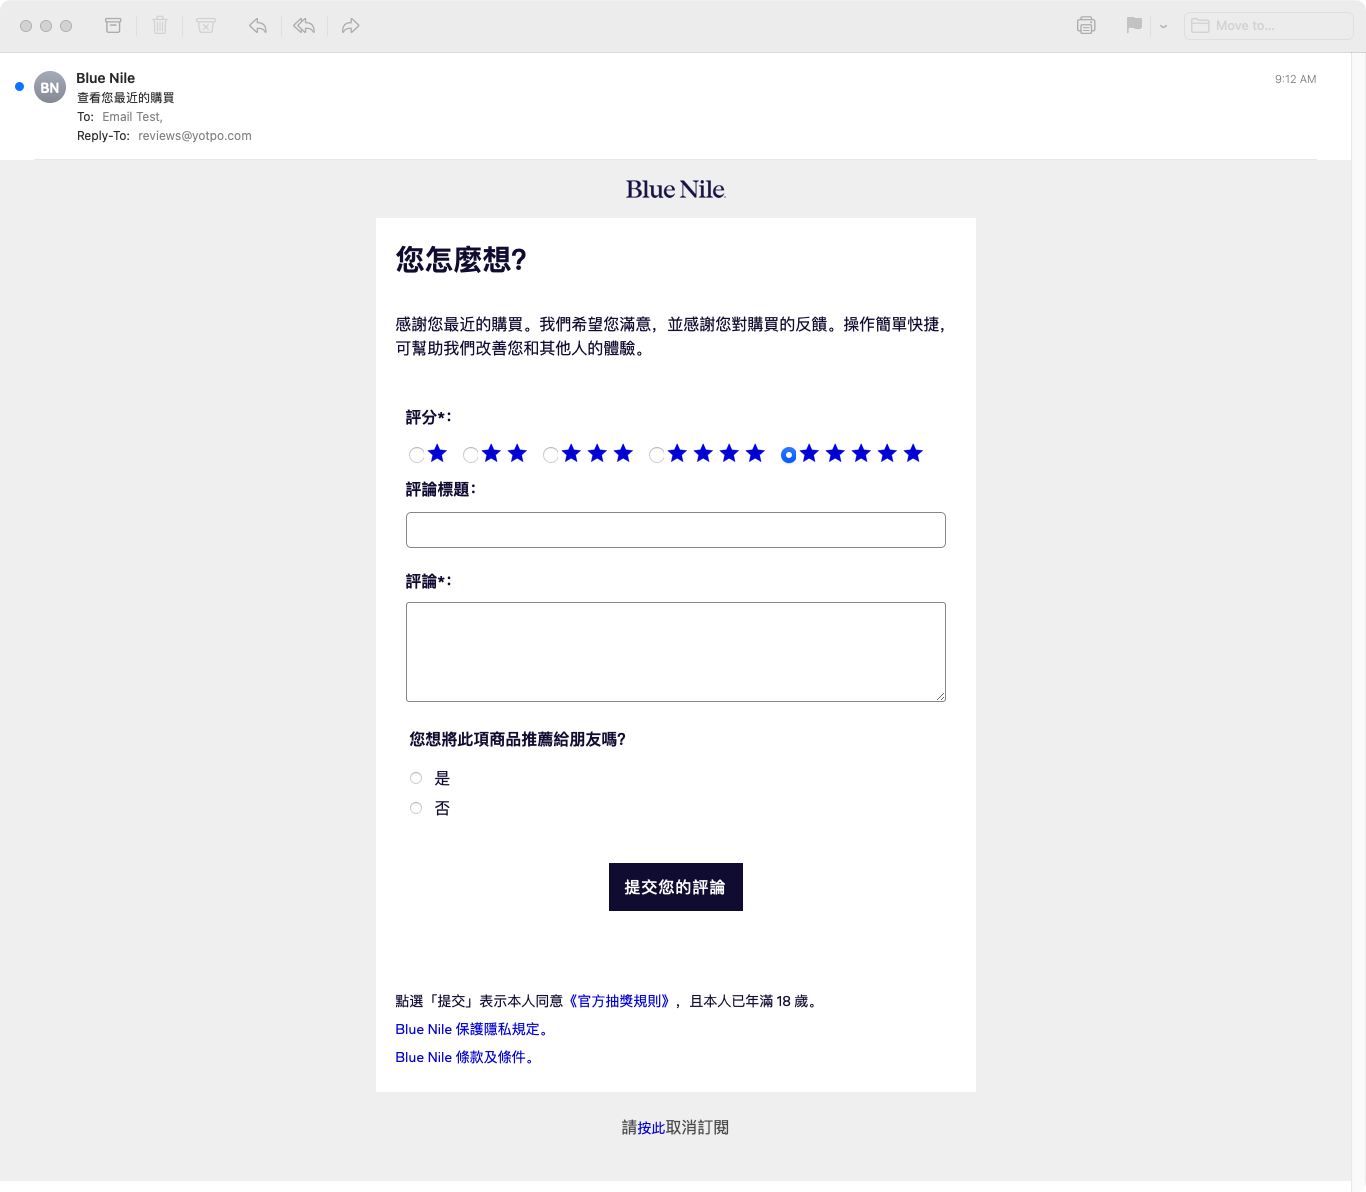 Move to...
BN
Blue Nile
9:12 AM
查看您最近的購買
To: Email Test,
Reply-To: reviews@yotpo.com
Blue Nile
您怎麼想?
感謝您最近的購買。我們希望您滿意，並感謝您對購買的反饋。操作簡單快捷，
可幫助我們改善您和其他人的體驗。
評分*：
評論標題：
評論*：
您想將此項商品推薦給朋友嗎?
是
否
提交您的評論
點選「提交」表示本人同意《官方抽獎規則》，且本人已年滿 18 歲。
Blue Nile 保護隱私規定。
Blue Nile 條款及條件。
請按此取消訂閱